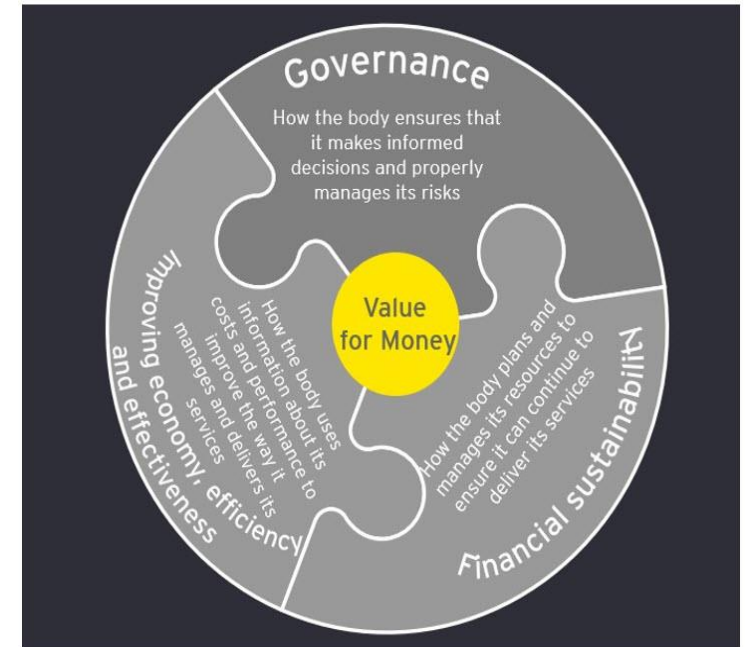 Governance
How the body ensures that
it makes informed
decisions and properly
manages its risks
Value
for Money
Improving economy, efficiency
and effectiveness
How the body uses
information about its
costs and performance to
improve the way it
manages and delivers its
services
How the body plans and
manages its resources to
ensure it can continue to
deliver its services
Financial sustainability